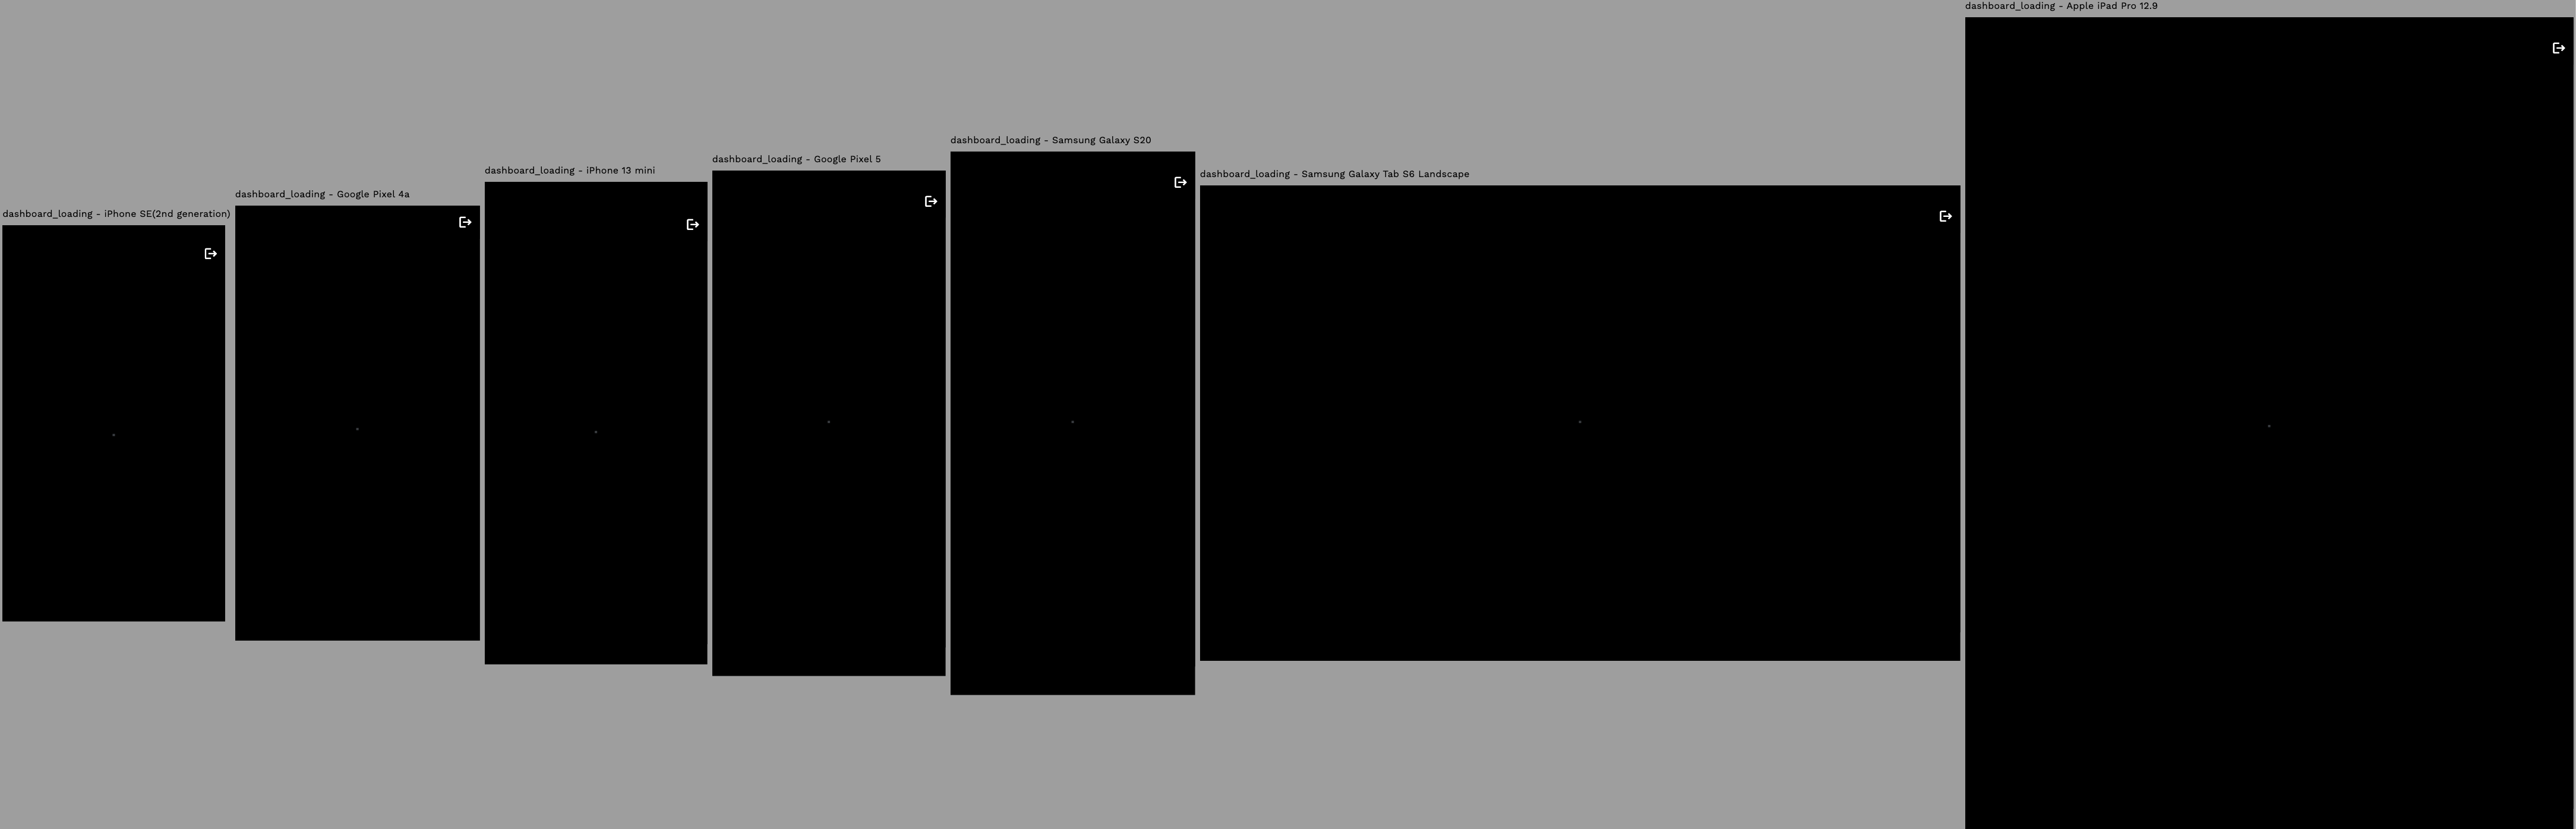 dashboard_loading - iPhone SE(2nd generation)
dashboard_loading - Google Pixel 4a
dashboard_loading - iPhone 13 mini
dashboard_loading - Google Pixel 5
dashboard_loading - Samsung Galaxy S20
dashboard_loading - Samsung Galaxy Tab S6 Landscape
dashboard_loading - Apple iPad Pro 12.9